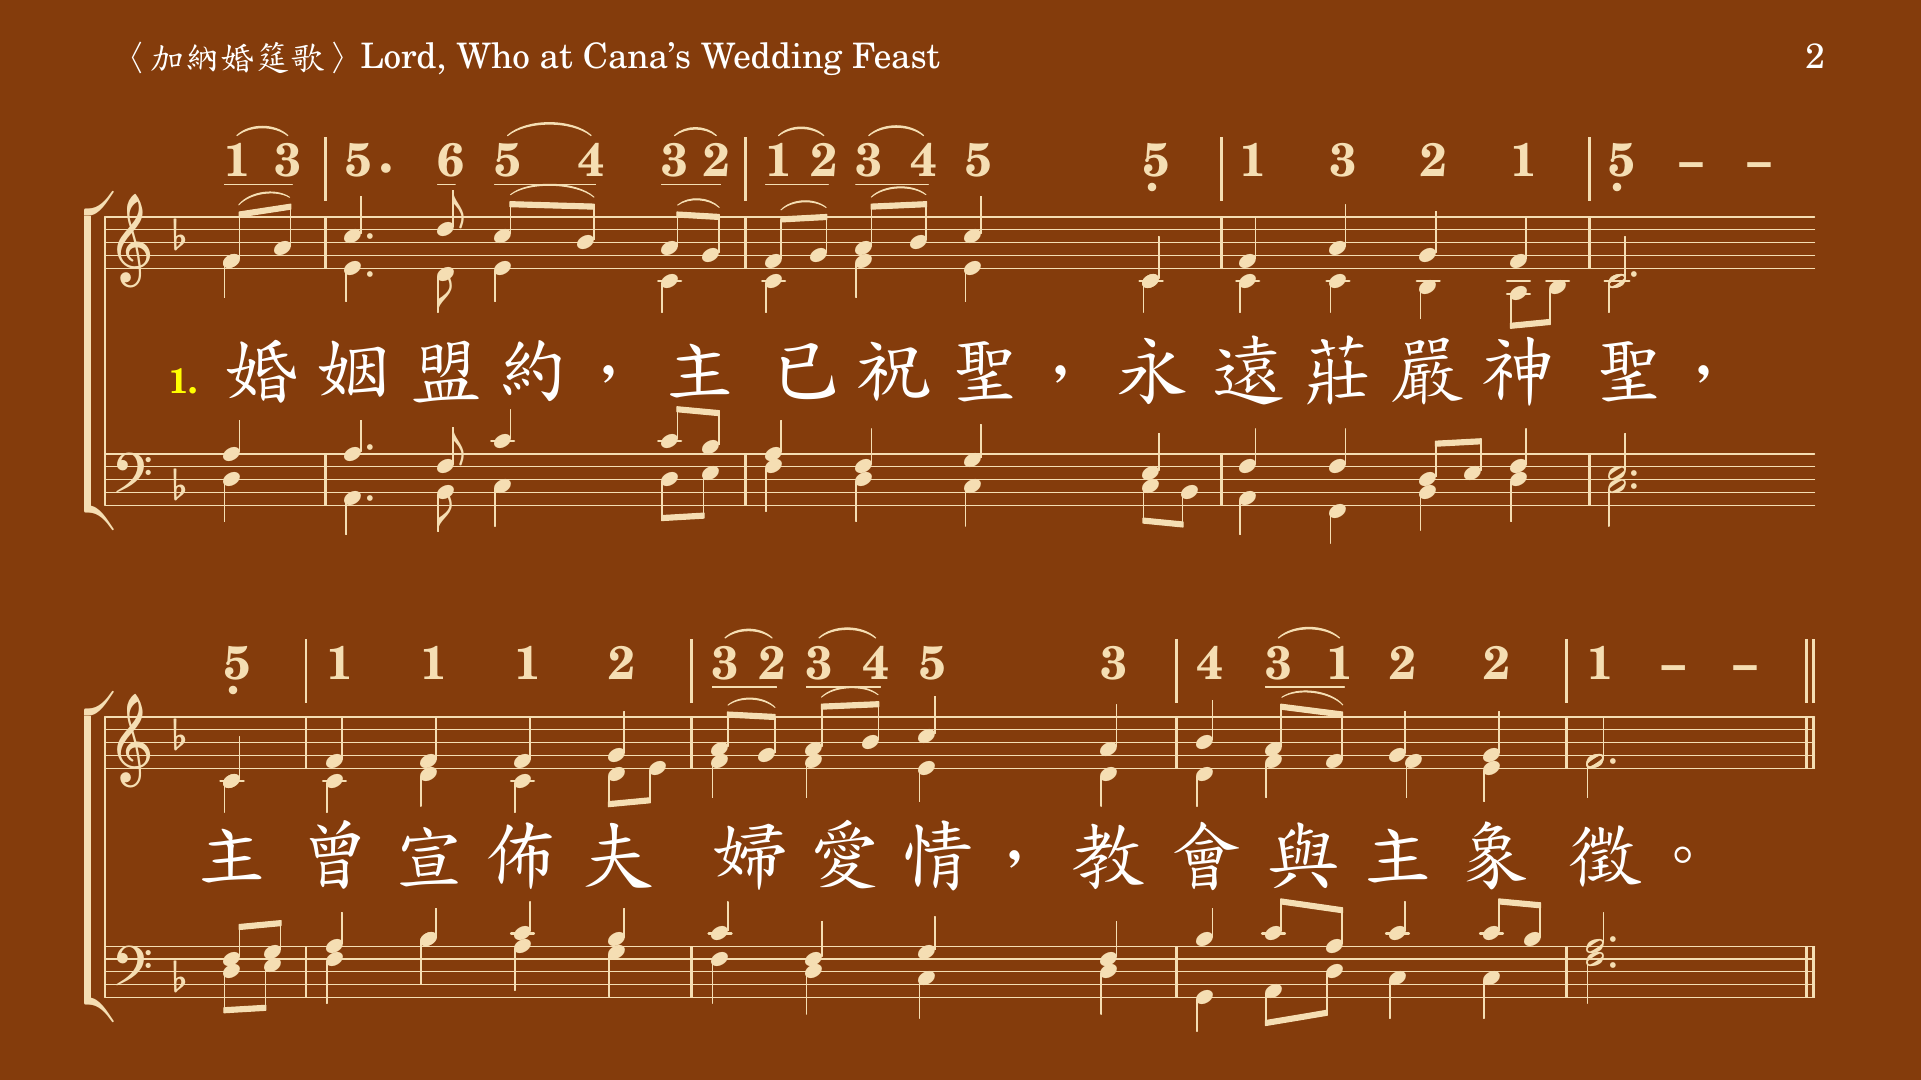 〈加納婚筵歌〉Lord, Who at Cana’s Wedding Feast 2
1 3 5 . 6 5 4 3 2 1 2 3 4 5 5 1 3 2 1 5 – –
1. 婚姻盟約，主已祝聖，永遠莊嚴神聖，
5 1 1 1 2 3 2 3 4 5 3 4 3 1 2 2 1 – –
主曾宣佈夫婦愛情，教會與主象徵。